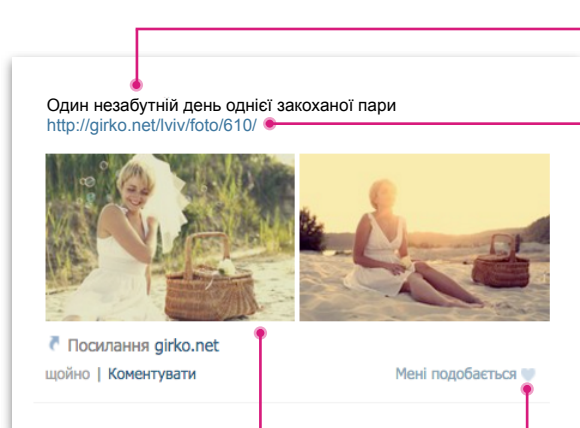 Один незабутній день однієї закоханої пари
http://girko.net/lviv/foto/610/
Посилання girko.net
щойно | Коментувати
Мені подобається